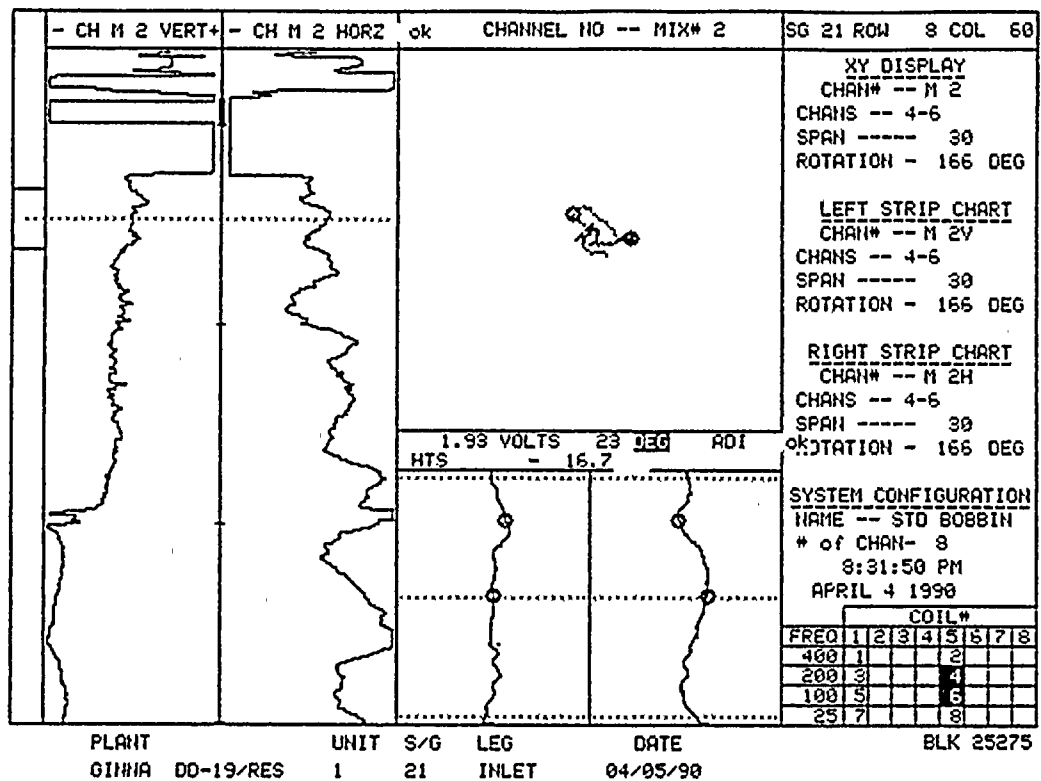 - CH M 2 VERT+ - CH M 2 HORZ ok CHANNEL NO -- MIX# 2 SG 21 ROW 8 COL 60
XY DISPLAY
CHAN# -- M 2
CHANS -- 4-6
SPAN ----- 30
ROTATION - 166 DEG
LEFT STRIP CHART
CHAN# -- M 2V
CHANS -- 4-6
SPAN ----- 30
ROTATION - 166 DEG
RIGHT STRIP CHART
CHAN# -- M 2H
CHANS -- 4-6
SPAN ----- 30
ROTATION - 166 DEG
1.93 VOLTS 23 DEG ADI ok
HTS - 16.7
SYSTEM CONFIGURATION
NAME -- STD BOBBIN
# of CHAN- 8
8:31:50 PM
APRIL 4 1990
COIL#
FREQ 1 2 3 4 5 6 7 8
400 1 2
200 3 4
100 5 6
25 7 8
PLANT UNIT S/G LEG DATE BLK 25275
GINNA DD-19/RES 1 21 INLET 04/05/90